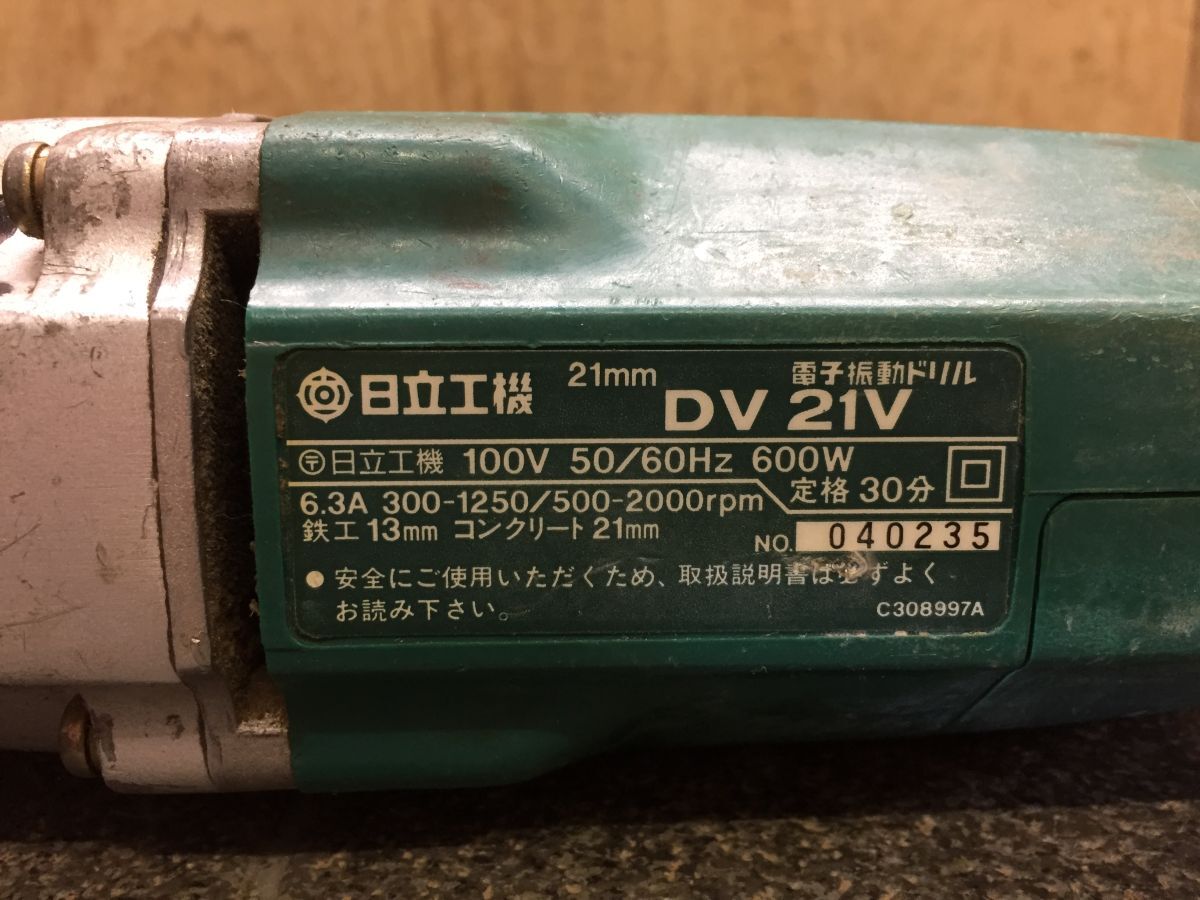 日立工機 21mm 電子振動ドリル
DV 21V
〒日立工機 100V 50/60Hz 600W
6.3A 300-1250/500-2000rpm 定格 30分
鉄工 13mm コンクリート 21mm
NO. 040235
● 安全にご使用いただくため、取扱説明書は必ずよく
お読み下さい。
C308997A